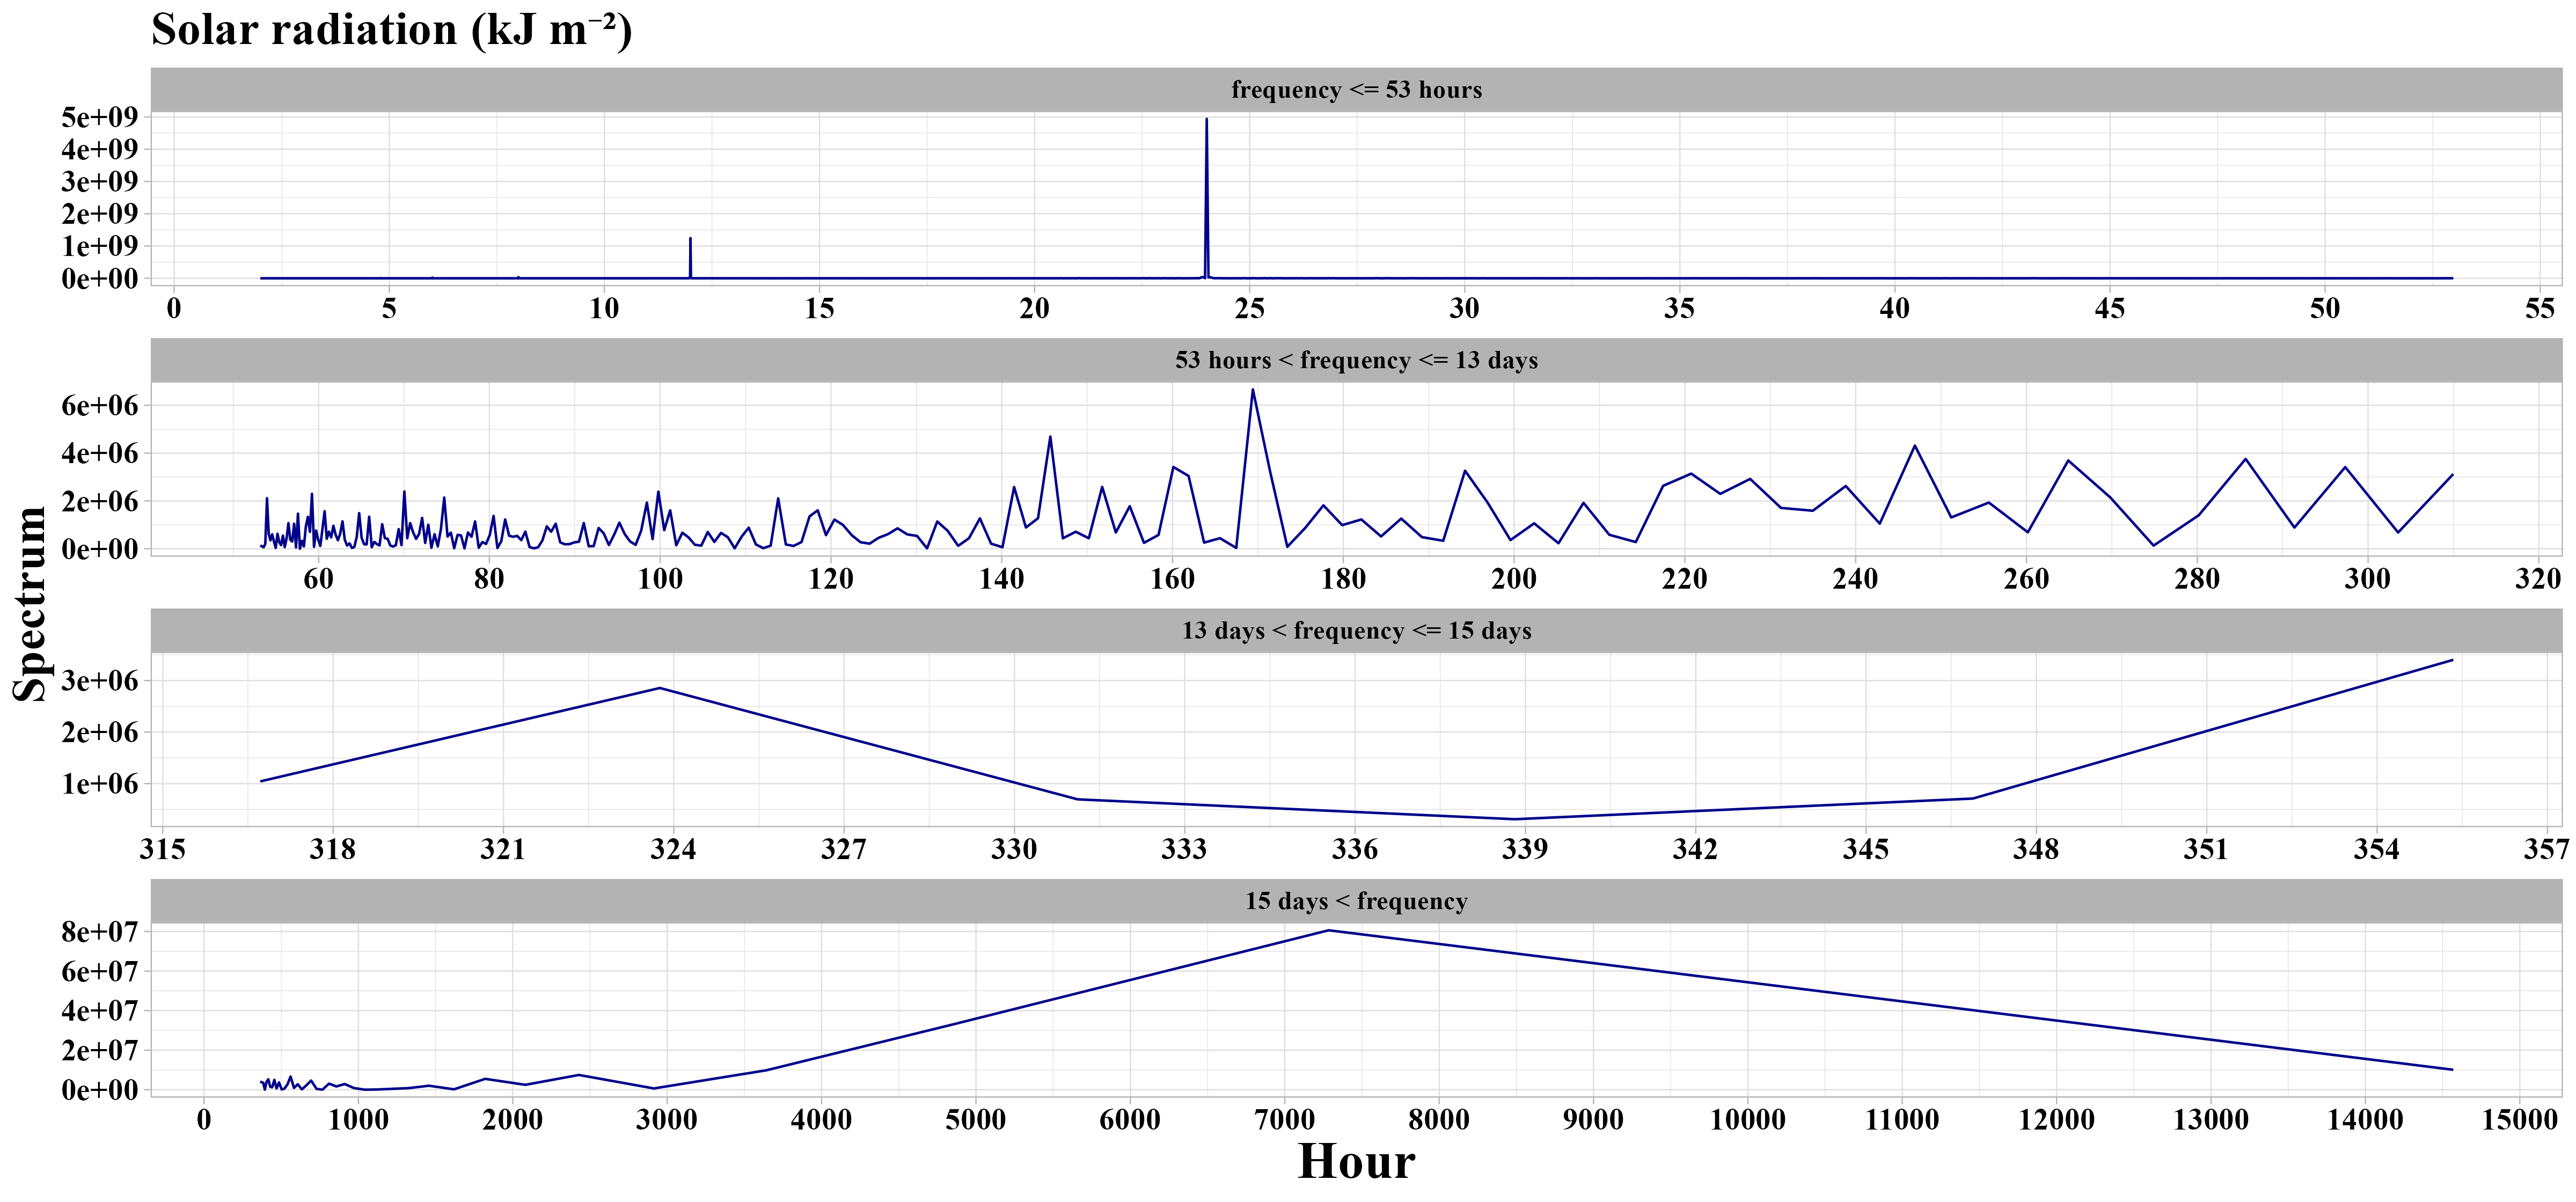 Solar radiation (kJ m⁻²)
frequency <= 53 hours
5e+09
4e+09
3e+09
2e+09
1e+09
0e+00
0 5 10 15 20 25 30 35 40 45 50 55
53 hours < frequency <= 13 days
6e+06
4e+06
2e+06
0e+00
60 80 100 120 140 160 180 200 220 240 260 280 300 320
Spectrum
13 days < frequency <= 15 days
3e+06
2e+06
1e+06
315 318 321 324 327 330 333 336 339 342 345 348 351 354 357
15 days < frequency
8e+07
6e+07
4e+07
2e+07
0e+00
0 1000 2000 3000 4000 5000 6000 7000 8000 9000 10000 11000 12000 13000 14000 15000
Hour